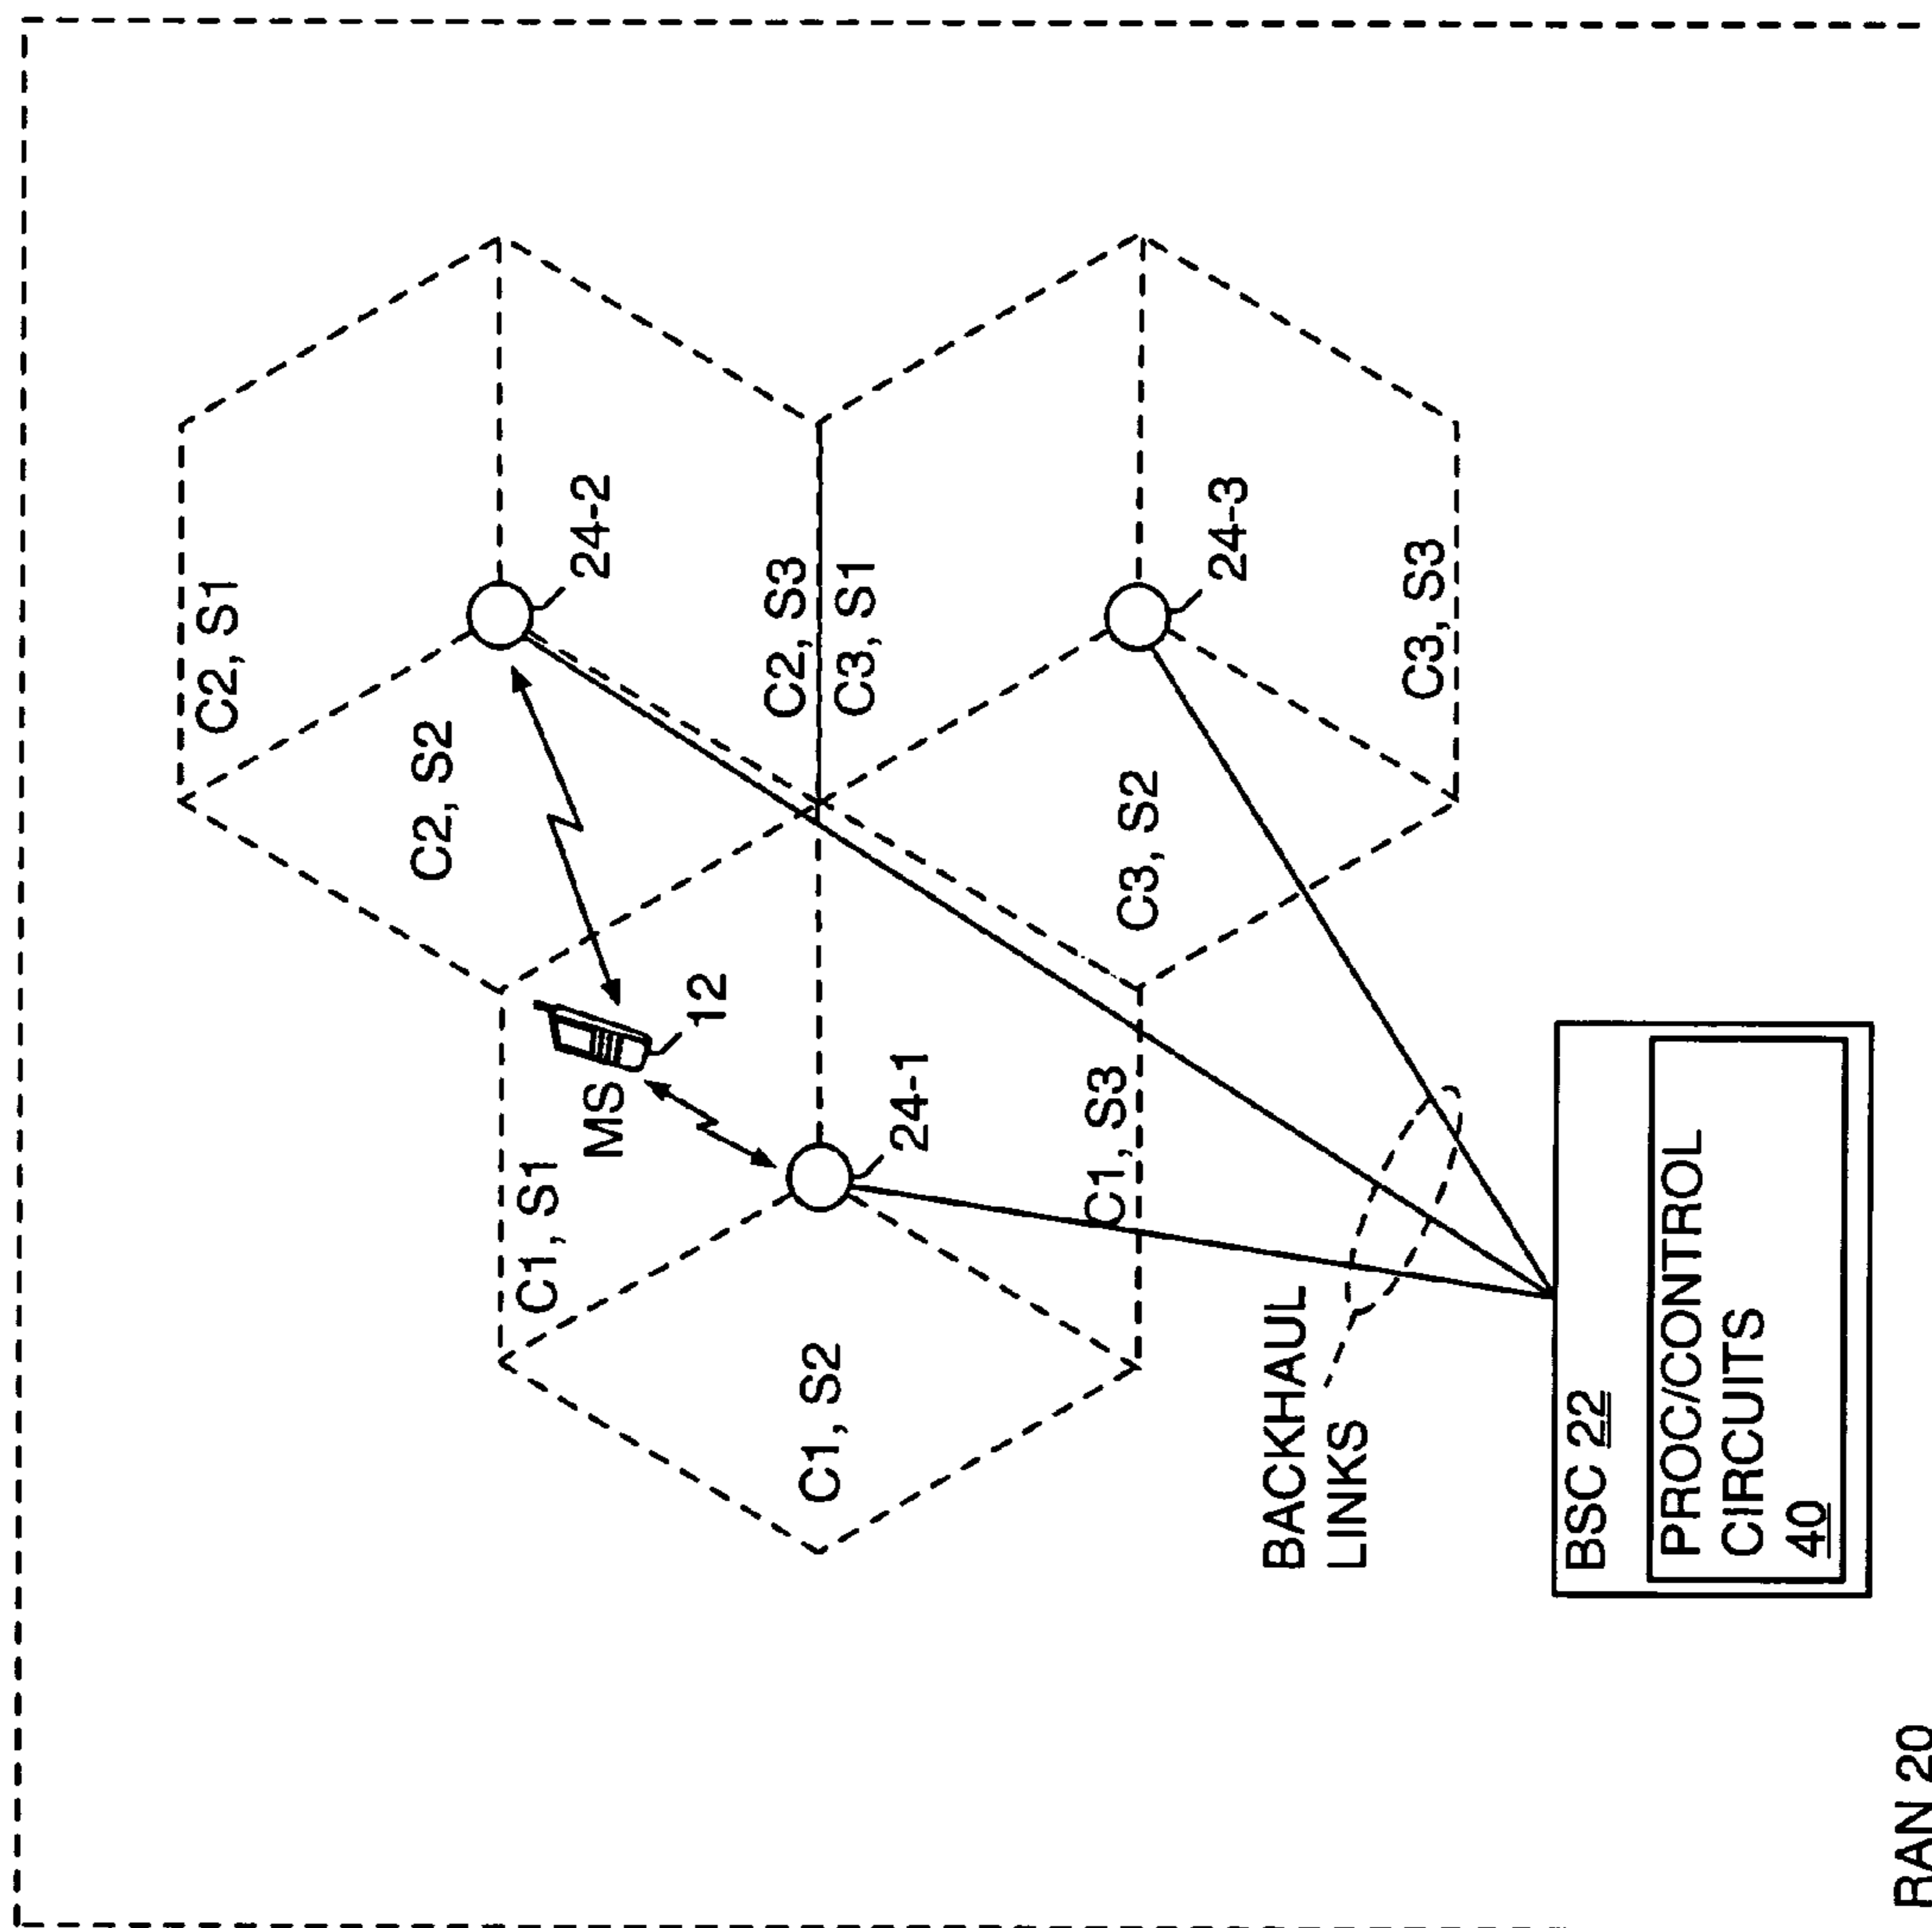 C2, S1
C2, S2
24-2
C2, S3
C3, S1
24-3
C3, S3
C3, S2
12
MS
C1, S1
24-1
C1, S3
C1, S2
BACKHAUL
LINKS
BSC 22
PROC/CONTROL
CIRCUITS
40
RAN 20